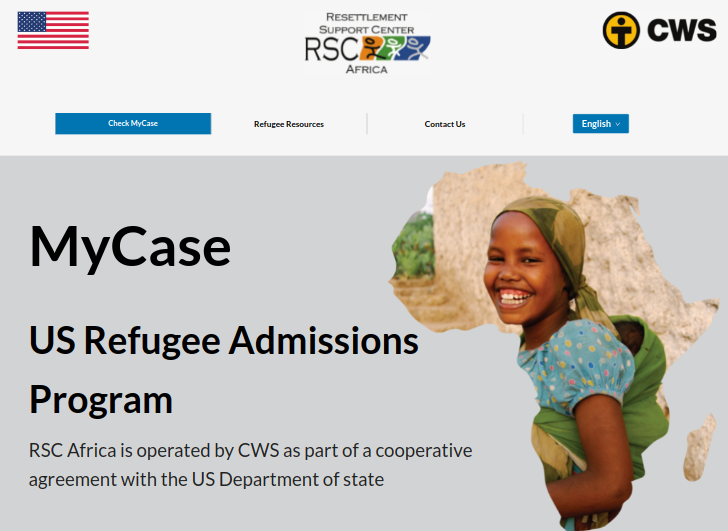 RESETTLEMENT
SUPPORT CENTER
RSC
AFRICA
CWS
Check MyCase
Refugee Resources
Contact Us
English
MyCase
US Refugee Admissions
Program
RSC Africa is operated by CWS as part of a cooperative
agreement with the US Department of state